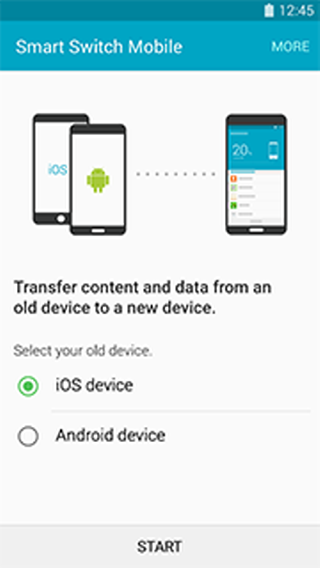 12:45
Smart Switch Mobile
MORE
iOS
20
Transfer content and data from an
old device to a new device.
Select your old device.
iOS device
Android device
START